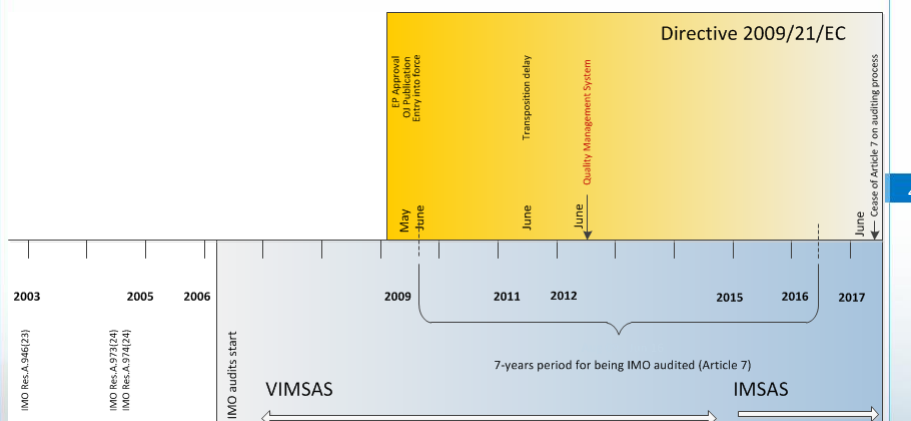 Directive 2009/21/EC
EP Approval
OJ Publication
Entry into force
Transposition delay
Quality Management System
Cease of Article 7 on auditing process
May
June
June
June
June
2003
2005
2006
2009
2011
2012
2015
2016
2017
IMO Res.A.946(23)
IMO Res.A.973(24)
IMO Res.A.974(24)
IMO audits start
7-years period for being IMO audited (Article 7)
VIMSAS
IMSAS